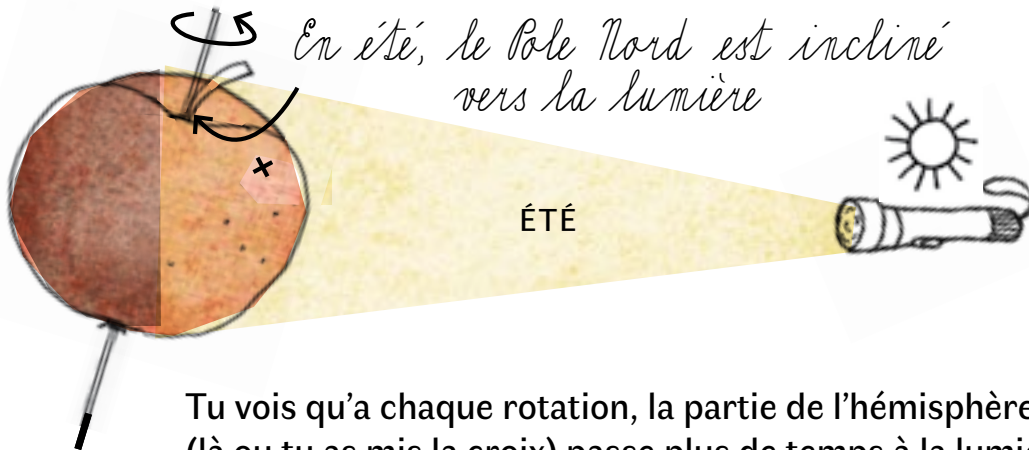 En été, le Pole Nord est incliné
vers la lumière
ÉTÉ
Tu vois qu'a chaque rotation, la partie de l'hémisphère
(là ou tu as mis la croix) passe plus de temps à la